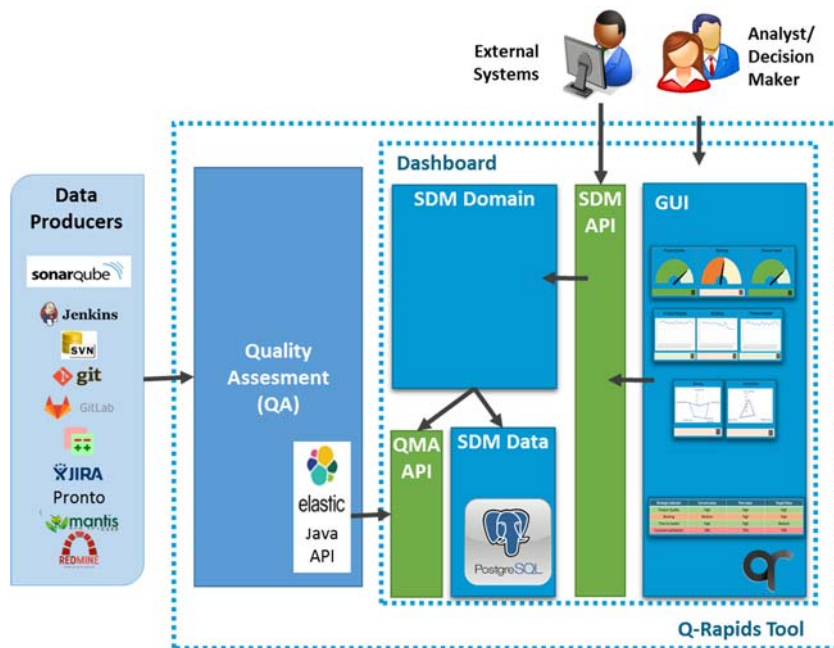 External
Systems
Analyst/
Decision
Maker
Data
Producers
sonarqube
Jenkins
SVN
git
GitLab
JIRA
Pronto
mantis
REDMINE
Quality
Assesment
(QA)
elastic
Java
API
Dashboard
SDM Domain
SDM
API
GUI
QMA
API
SDM Data
PostgreSQL
Q-Rapids Tool